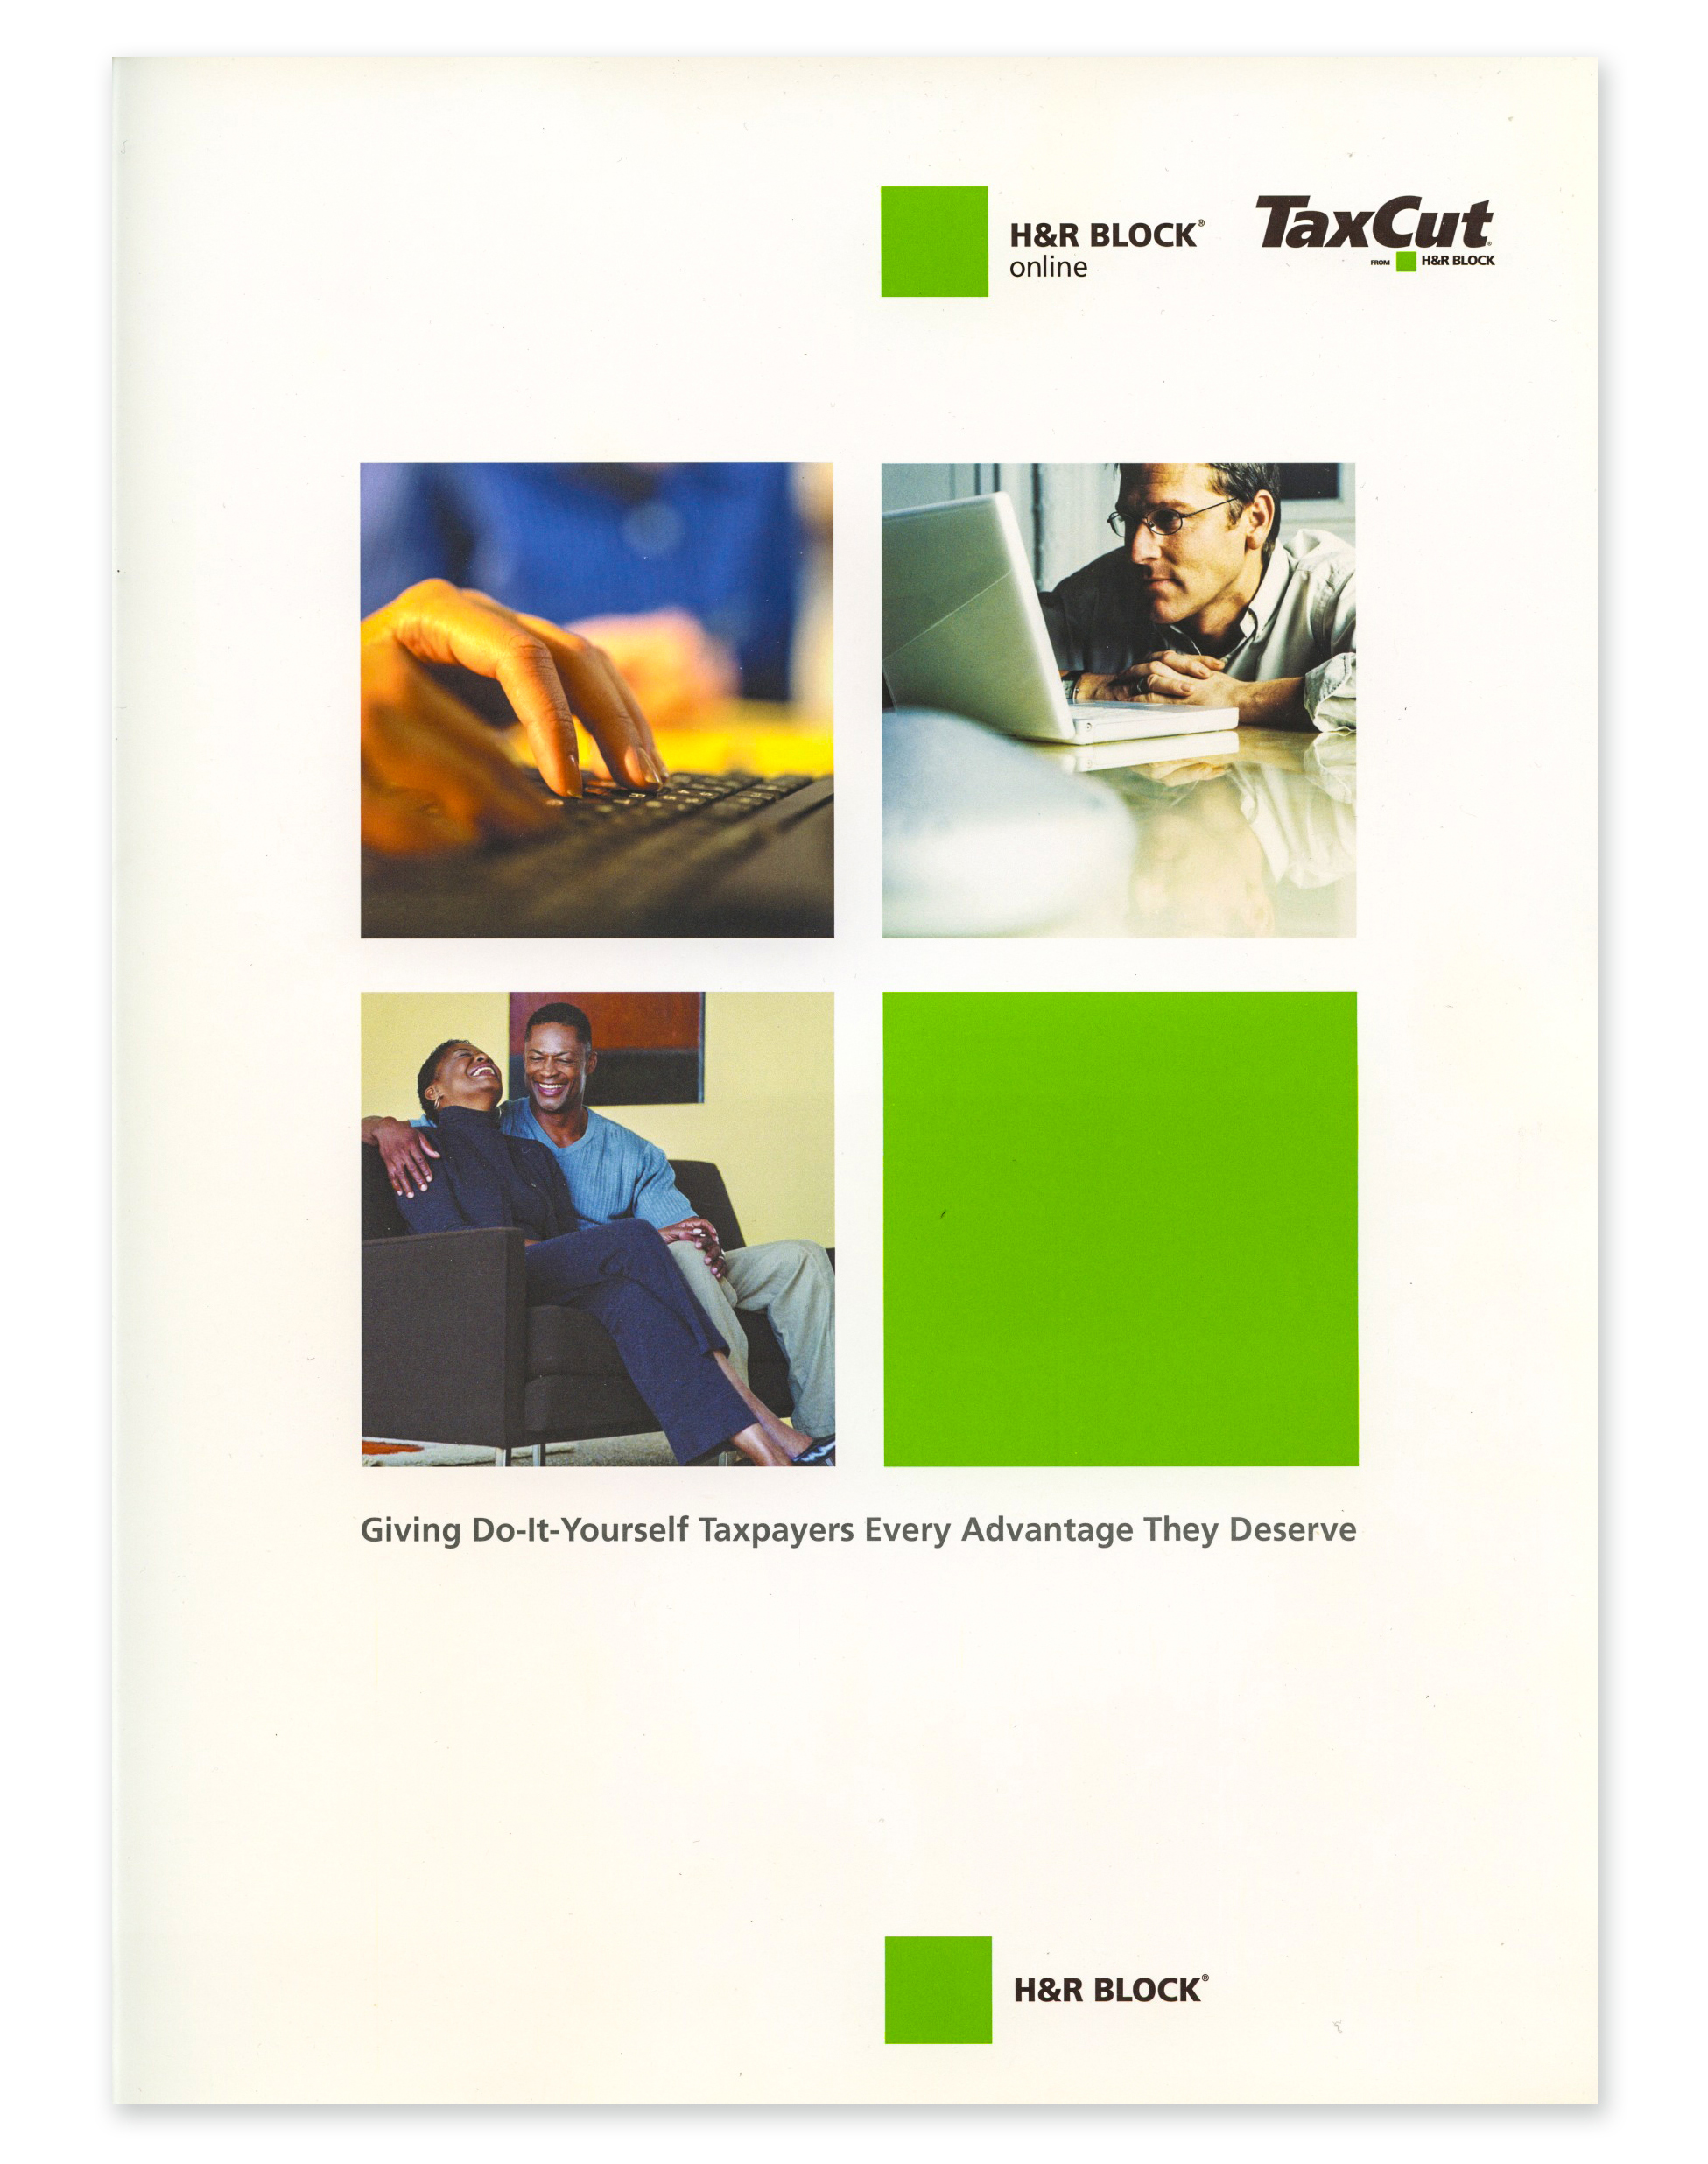 H&R BLOCK®
online
TaxCut®
FROM H&R BLOCK
Giving Do-It-Yourself Taxpayers Every Advantage They Deserve
H&R BLOCK®